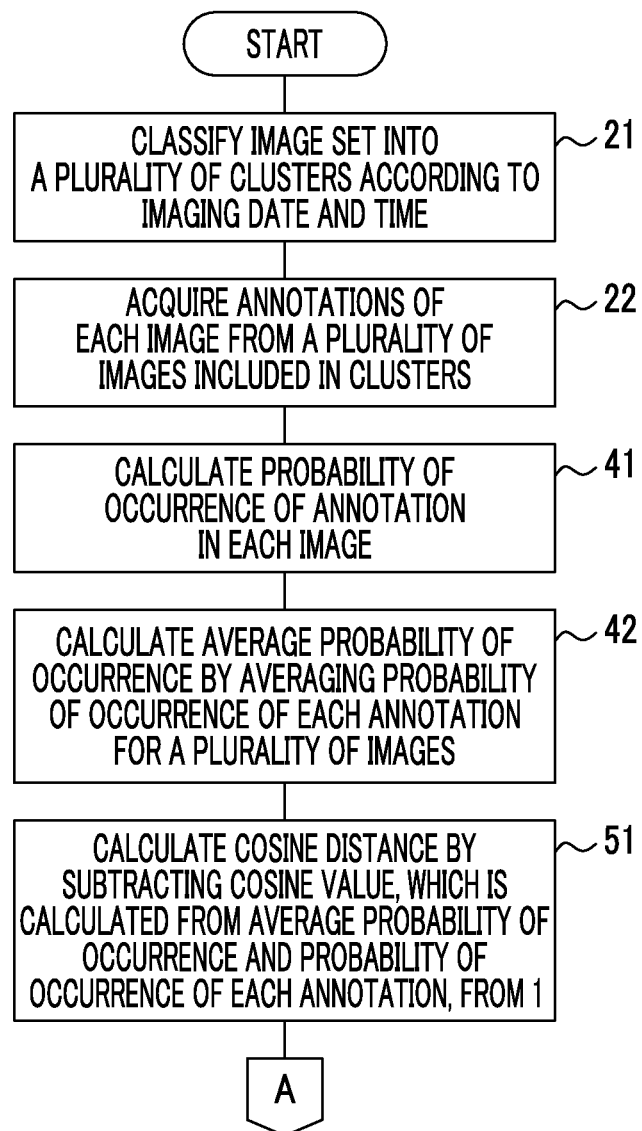 START
CLASSIFY IMAGE SET INTO
A PLURALITY OF CLUSTERS ACCORDING TO
IMAGING DATE AND TIME
21
ACQUIRE ANNOTATIONS OF
EACH IMAGE FROM A PLURALITY OF
IMAGES INCLUDED IN CLUSTERS
22
CALCULATE PROBABILITY OF
OCCURRENCE OF ANNOTATION
IN EACH IMAGE
41
CALCULATE AVERAGE PROBABILITY OF
OCCURRENCE BY AVERAGING PROBABILITY
OF OCCURRENCE OF EACH ANNOTATION
FOR A PLURALITY OF IMAGES
42
CALCULATE COSINE DISTANCE BY
SUBTRACTING COSINE VALUE, WHICH IS
CALCULATED FROM AVERAGE PROBABILITY OF
OCCURRENCE AND PROBABILITY OF
OCCURRENCE OF EACH ANNOTATION, FROM 1
51
A